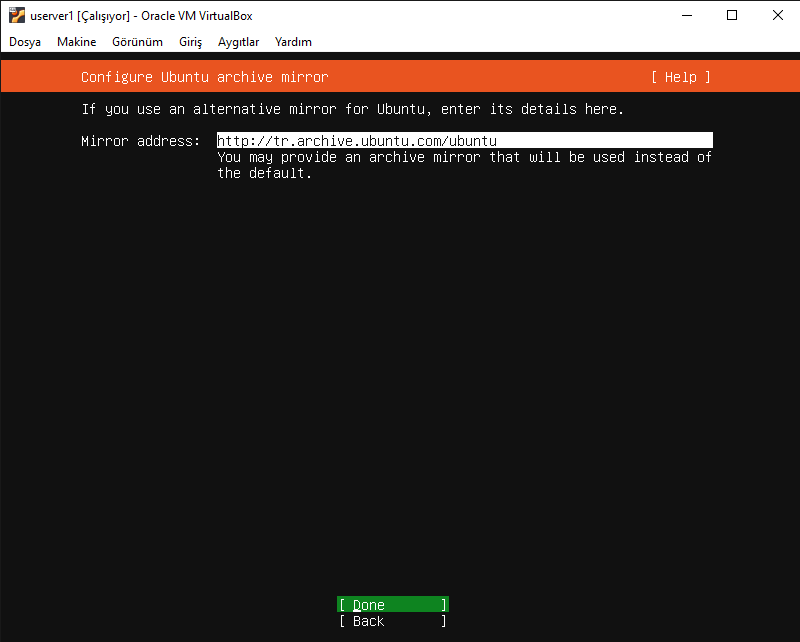 userver1 [Çalışıyor] - Oracle VM VirtualBox
Dosya Makine Görünüm Giriş Aygıtlar Yardım
Configure Ubuntu archive mirror [ Help ]
If you use an alternative mirror for Ubuntu, enter its details here.
Mirror address: http://tr.archive.ubuntu.com/ubuntu
You may provide an archive mirror that will be used instead of
the default.
[ Done ]
[ Back ]